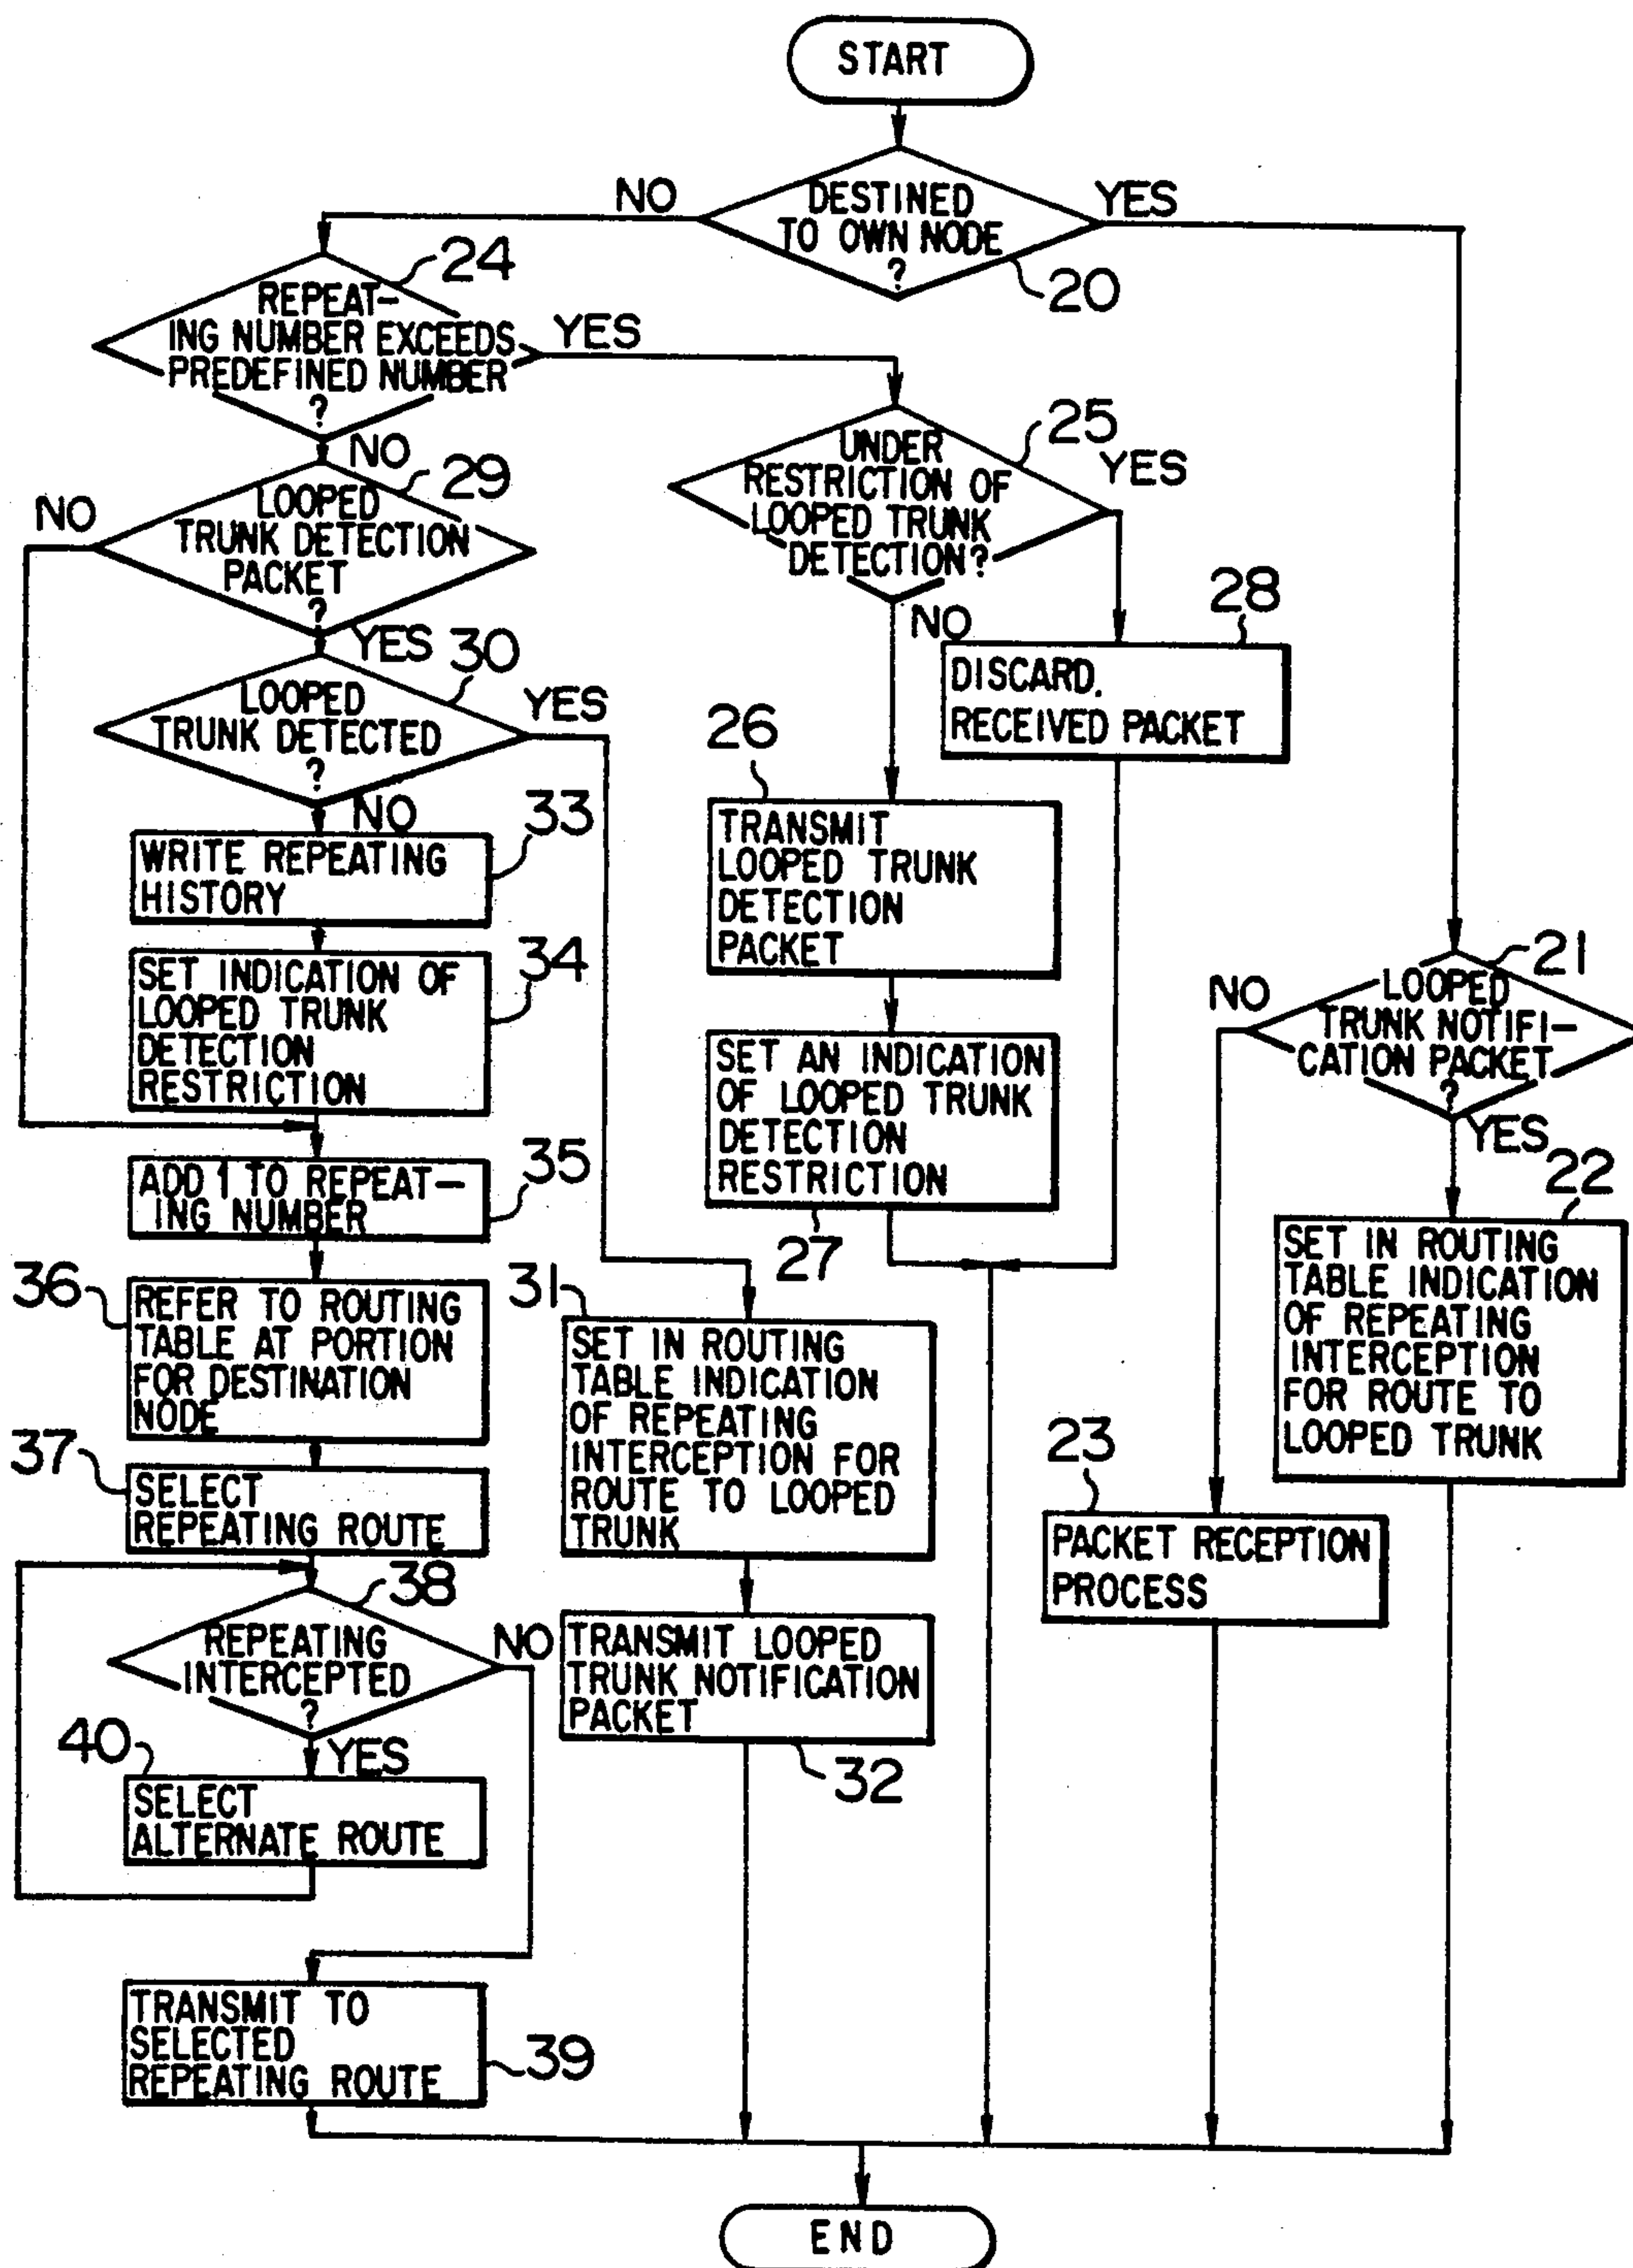 START
DESTINED
TO OWN NODE
?
NO
YES
20
24
REPEAT-
ING NUMBER EXCEEDS
PREDEFINED NUMBER
?
YES
NO
25
UNDER
RESTRICTION OF
LOOPED TRUNK
DETECTION?
YES
NO
29
LOOPED
TRUNK DETECTION
PACKET
?
NO
YES
28
DISCARD.
RECEIVED PACKET
30
LOOPED
TRUNK DETECTED
?
YES
NO
26
TRANSMIT
LOOPED TRUNK
DETECTION
PACKET
33
WRITE REPEATING
HISTORY
34
SET INDICATION OF
LOOPED TRUNK
DETECTION
RESTRICTION
21
LOOPED
TRUNK NOTIFI-
CATION PACKET
?
NO
YES
SET AN INDICATION
OF LOOPED TRUNK
DETECTION
RESTRICTION
27
35
ADD 1 TO REPEAT-
ING NUMBER
22
SET IN ROUTING
TABLE INDICATION
OF REPEATING
INTERCEPTION
FOR ROUTE TO
LOOPED TRUNK
36
REFER TO ROUTING
TABLE AT PORTION
FOR DESTINATION
NODE
31
SET IN ROUTING
TABLE INDICATION
OF REPEATING
INTERCEPTION FOR
ROUTE TO LOOPED
TRUNK
37
SELECT
REPEATING ROUTE
23
PACKET RECEPTION
PROCESS
38
REPEATING
INTERCEPTED
?
NO
YES
TRANSMIT LOOPED
TRUNK NOTIFICATION
PACKET
32
40
SELECT
ALTERNATE ROUTE
TRANSMIT TO
SELECTED
REPEATING ROUTE
39
END